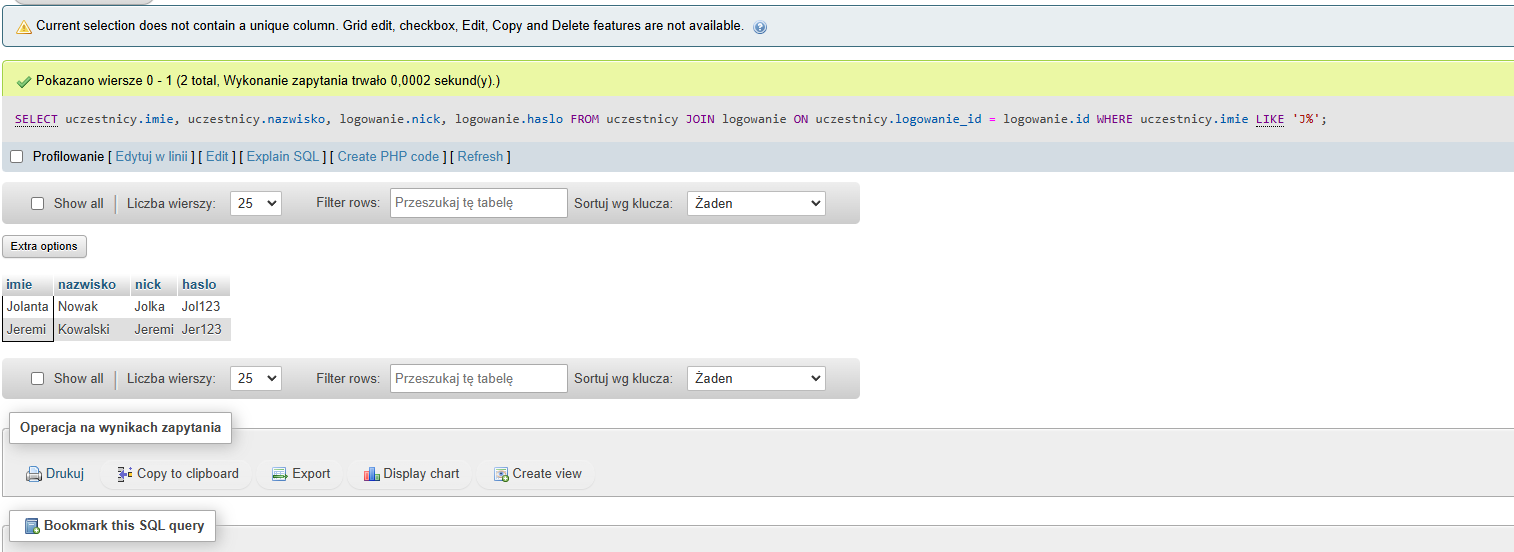 Current selection does not contain a unique column. Grid edit, checkbox, Edit, Copy and Delete features are not available.
Pokazano wiersze 0 - 1 (2 total, Wykonanie zapytania trwało 0,0002 sekund(y).)
SELECT uczestnicy.imie, uczestnicy.nazwisko, logowanie.nick, logowanie.haslo FROM uczestnicy JOIN logowanie ON uczestnicy.logowanie_id = logowanie.id WHERE uczestnicy.imie LIKE 'J%';
Profilowanie [ Edytuj w linii ] [ Edit ] [ Explain SQL ] [ Create PHP code ] [ Refresh ]
Show all Liczba wierszy: 25 Filter rows: Przeszukaj tę tabelę Sortuj wg klucza: Żaden
Extra options
imie nazwisko nick haslo
Jolanta Nowak Jolka Jol123
Jeremi Kowalski Jeremi Jer123
Show all Liczba wierszy: 25 Filter rows: Przeszukaj tę tabelę Sortuj wg klucza: Żaden
Operacja na wynikach zapytania
Drukuj Copy to clipboard Export Display chart Create view
Bookmark this SQL query